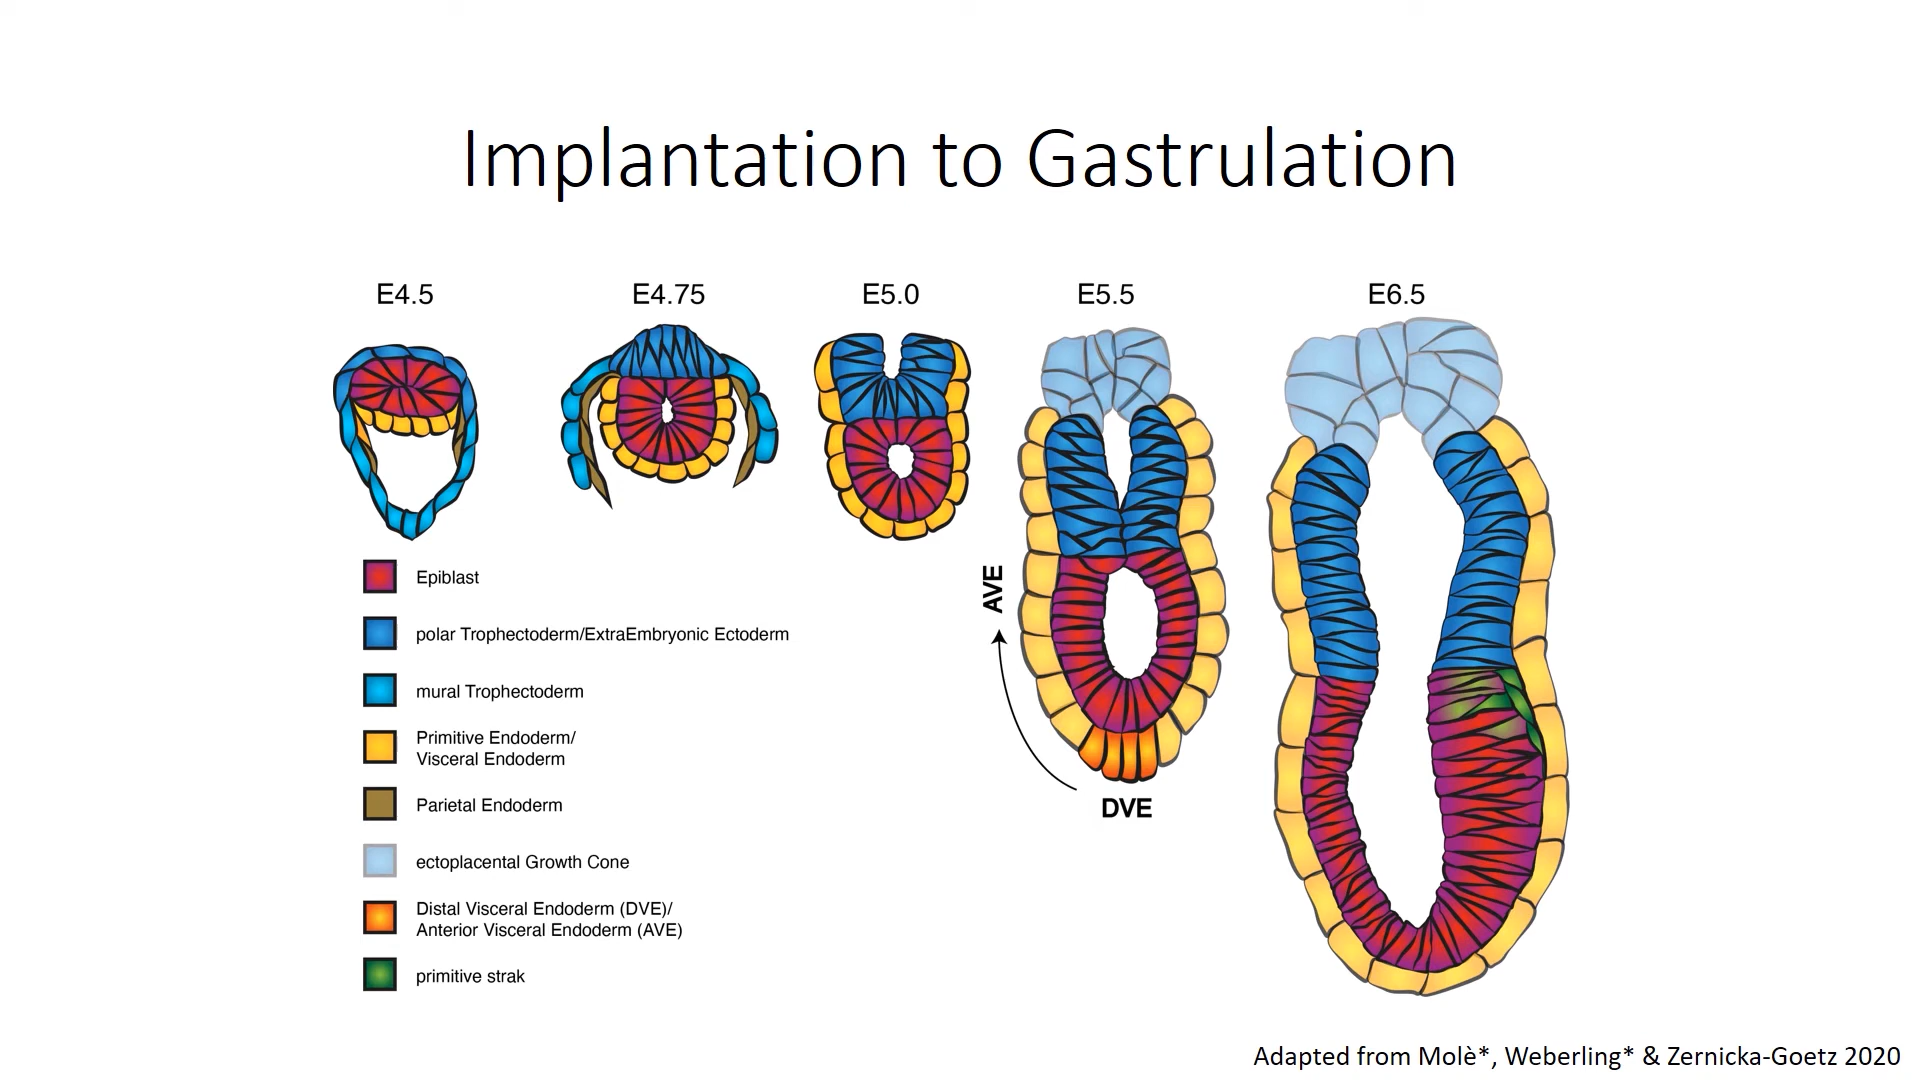 Implantation to Gastrulation
E4.5
E4.75
E5.0
E5.5
E6.5
Epiblast
polar Trophectoderm/ExtraEmbryonic Ectoderm
mural Trophectoderm
Primitive Endoderm/
Visceral Endoderm
Parietal Endoderm
ectoplacental Growth Cone
Distal Visceral Endoderm (DVE)/
Anterior Visceral Endoderm (AVE)
primitive strak
AVE
DVE
Adapted from Molè*, Weberling* & Zernicka-Goetz 2020